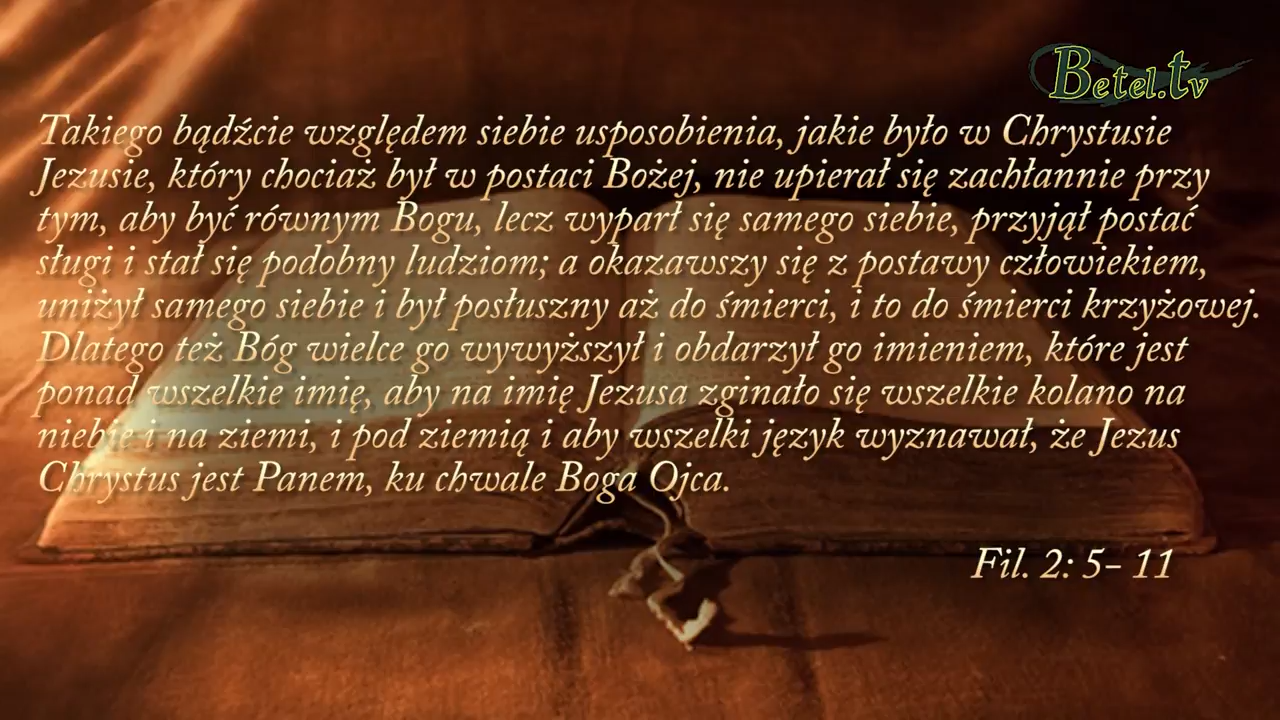 Betel.tv
Takiego bądźcie względem siebie usposobienia, jakie było w Chrystusie
Jezusie, który chociaż był w postaci Bożej, nie upierał się zachłannie przy
tym, aby być równym Bogu, lecz wyparł się samego siebie, przyjął postać
sługi i stał się podobny ludziom; a okazawszy się z postawy człowiekiem,
uniżył samego siebie i był posłuszny aż do śmierci, i to do śmierci krzyżowej.
Dlatego też Bóg wielce go wywyższył i obdarzył go imieniem, które jest
ponad wszelkie imię, aby na imię Jezusa zginało się wszelkie kolano na
niebie i na ziemi, i pod ziemią i aby wszelki język wyznawał, że Jezus
Chrystus jest Panem, ku chwale Boga Ojca.
Fil. 2: 5- 11